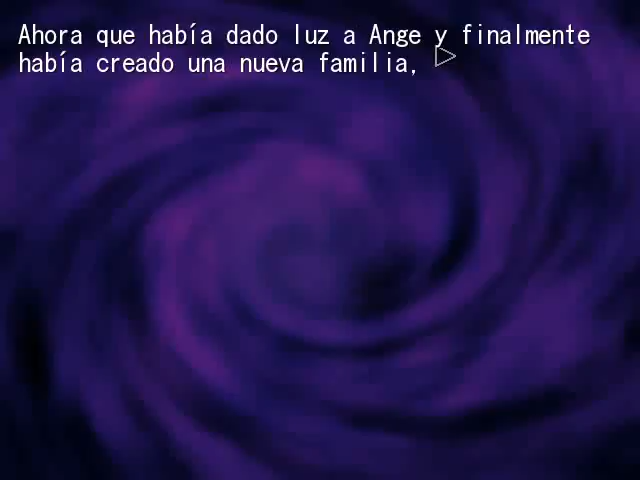 Ahora que había dado luz a Ange y finalmente
había creado una nueva familia,